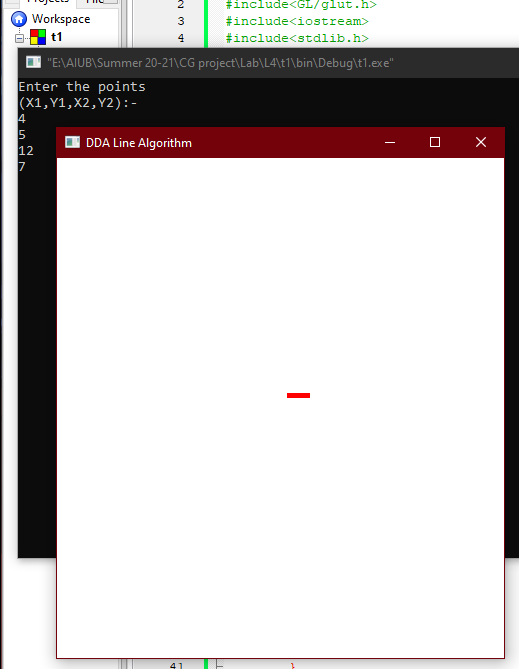 Projects File
2 #include<GL/glut.h>
Workspace
3 #include<iostream>
t1
4 #include<stdlib.h>
"E:\AIUB\Summer 20-21\CG project\Lab\L4\t1\bin\Debug\t1.exe"
Enter the points
(X1,Y1,X2,Y2):-
4
5
12
7
DDA Line Algorithm
41 }